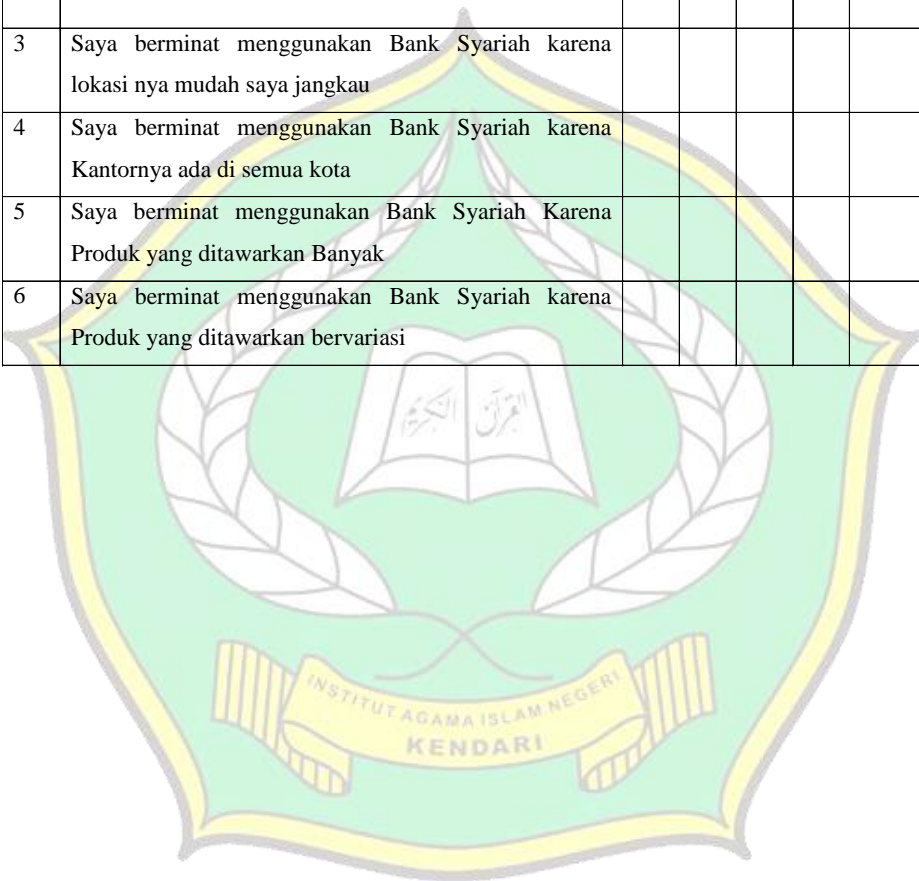 3 Saya berminat menggunakan Bank Syariah karena
lokasi nya mudah saya jangkau
4 Saya berminat menggunakan Bank Syariah karena
Kantornya ada di semua kota
5 Saya berminat menggunakan Bank Syariah Karena
Produk yang ditawarkan Banyak
6 Saya berminat menggunakan Bank Syariah karena
Produk yang ditawarkan bervariasi
القرآن الكريم
INSTITUT AGAMA ISLAM NEGERI
KENDARI